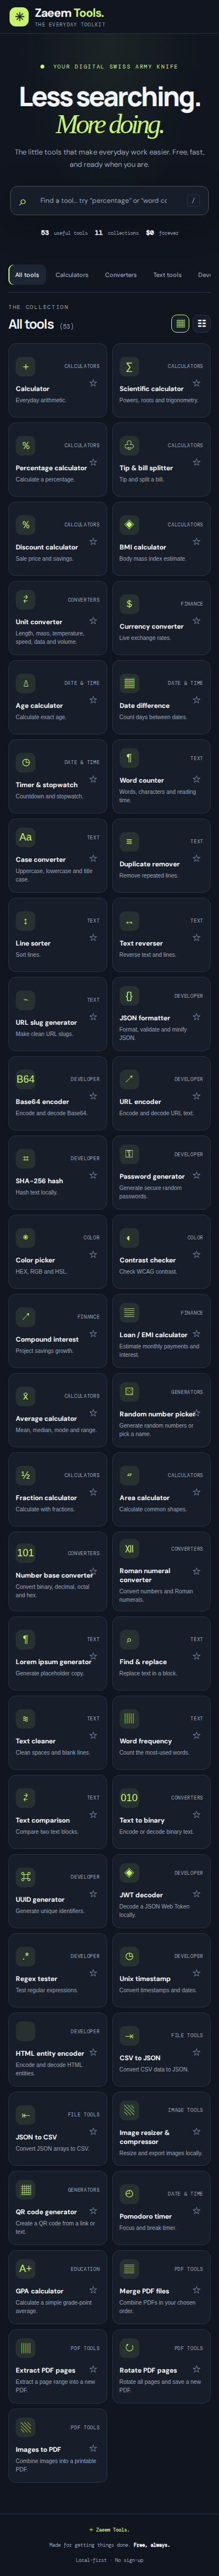 Zaeem Tools.
THE EVERYDAY TOOLKIT
YOUR DIGITAL SWISS ARMY KNIFE
Less searching.
More doing.
The little tools that make everyday work easier. Free, fast,
and ready when you are.
Find a tool... try "percentage" or "word cc
/
53 useful tools 11 collections $0 forever
All tools Calculators Converters Text tools Deve
THE COLLECTION
All tools (53)
CALCULATORS
Calculator
Everyday arithmetic.
CALCULATORS
Scientific calculator
Powers, roots and trigonometry.
CALCULATORS
Percentage calculator
Calculate a percentage.
CALCULATORS
Tip & bill splitter
Tip and split a bill.
CALCULATORS
Discount calculator
Sale price and savings.
CALCULATORS
BMI calculator
Body mass index estimate.
CONVERTERS
Unit converter
Length, mass, temperature,
speed, data and volume.
FINANCE
Currency converter
Live exchange rates.
DATE & TIME
Age calculator
Calculate exact age.
DATE & TIME
Date difference
Count days between dates.
DATE & TIME
Timer & stopwatch
Countdown and stopwatch.
TEXT
Word counter
Words, characters and reading
time.
Aa
TEXT
Case converter
Uppercase, lowercase and title
case.
TEXT
Duplicate remover
Remove repeated lines.
TEXT
Line sorter
Sort lines.
TEXT
Text reverser
Reverse text and lines.
TEXT
URL slug generator
Make clean URL slugs.
{}
DEVELOPER
JSON formatter
Format, validate and minify
JSON.
B64
DEVELOPER
Base64 encoder
Encode and decode Base64.
DEVELOPER
URL encoder
Encode and decode URL text.
DEVELOPER
SHA-256 hash
Hash text locally.
DEVELOPER
Password generator
Generate secure random
passwords.
COLOR
Color picker
HEX, RGB and HSL.
COLOR
Contrast checker
Check WCAG contrast.
FINANCE
Compound interest
Project savings growth.
FINANCE
Loan / EMI calculator
Estimate monthly payments and
interest.
CALCULATORS
Average calculator
Mean, median, mode and range.
GENERATORS
Random number picker
Generate random numbers or
pick a name.
½
CALCULATORS
Fraction calculator
Calculate with fractions.
CALCULATORS
Area calculator
Calculate common shapes.
101
CONVERTERS
Number base converter
Convert binary, decimal, octal
and hex.
Ⅻ
CONVERTERS
Roman numeral
converter
Convert numbers and Roman
numerals.
TEXT
Lorem ipsum generator
Generate placeholder copy.
TEXT
Find & replace
Replace text in a block.
TEXT
Text cleaner
Clean spaces and blank lines.
TEXT
Word frequency
Count the most-used words.
TEXT
Text comparison
Compare two text blocks.
010
CONVERTERS
Text to binary
Encode or decode binary text.
DEVELOPER
UUID generator
Generate unique identifiers.
DEVELOPER
JWT decoder
Decode a JSON Web Token
locally.
.*
DEVELOPER
Regex tester
Test regular expressions.
DEVELOPER
Unix timestamp
Convert timestamps and dates.
DEVELOPER
HTML entity encoder
Encode and decode HTML
entities.
FILE TOOLS
CSV to JSON
Convert CSV data to JSON.
FILE TOOLS
JSON to CSV
Convert JSON arrays to CSV.
IMAGE TOOLS
Image resizer &
compressor
Resize and export images locally.
GENERATORS
QR code generator
Create a QR code from a link or
text.
DATE & TIME
Pomodoro timer
Focus and break timer.
A+
EDUCATION
GPA calculator
Calculate a simple grade-point
average.
PDF TOOLS
Merge PDF files
Combine PDFs in your chosen
order.
PDF TOOLS
Extract PDF pages
Extract a page range into a new
PDF.
PDF TOOLS
Rotate PDF pages
Rotate all pages and save a new
PDF.
PDF TOOLS
Images to PDF
Combine images into a printable
PDF.
Zaeem Tools.
Made for getting things done. Free, always.
Local-first · No sign-up